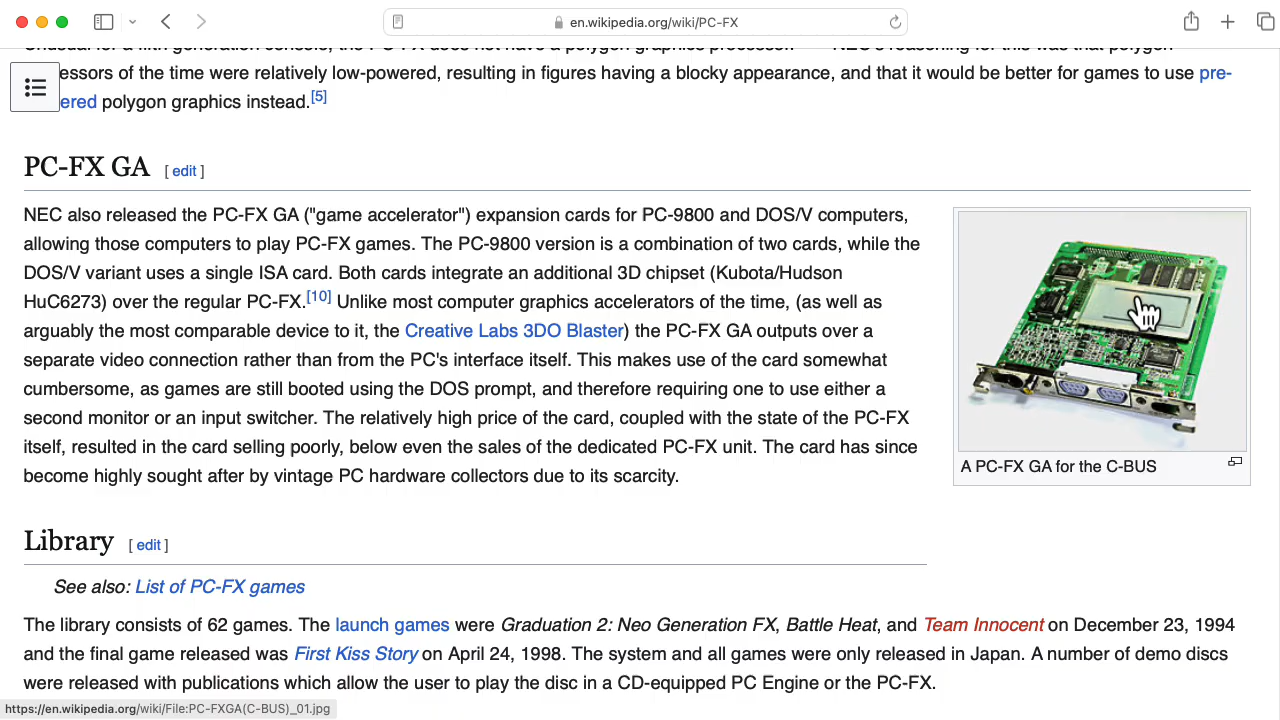 en.wikipedia.org/wiki/PC-FX
Unusual for a fifth generation console, the PC-FX does not have a polygon graphics processor. NEC's reasoning for this was that polygon
essors of the time were relatively low-powered, resulting in figures having a blocky appearance, and that it would be better for games to use pre-
ered polygon graphics instead.[5]
PC-FX GA [ edit ]
NEC also released the PC-FX GA ("game accelerator") expansion cards for PC-9800 and DOS/V computers,
allowing those computers to play PC-FX games. The PC-9800 version is a combination of two cards, while the
DOS/V variant uses a single ISA card. Both cards integrate an additional 3D chipset (Kubota/Hudson
HuC6273) over the regular PC-FX.[10] Unlike most computer graphics accelerators of the time, (as well as
arguably the most comparable device to it, the Creative Labs 3DO Blaster) the PC-FX GA outputs over a
separate video connection rather than from the PC's interface itself. This makes use of the card somewhat
cumbersome, as games are still booted using the DOS prompt, and therefore requiring one to use either a
second monitor or an input switcher. The relatively high price of the card, coupled with the state of the PC-FX
itself, resulted in the card selling poorly, below even the sales of the dedicated PC-FX unit. The card has since
become highly sought after by vintage PC hardware collectors due to its scarcity.
A PC-FX GA for the C-BUS
Library [ edit ]
See also: List of PC-FX games
The library consists of 62 games. The launch games were Graduation 2: Neo Generation FX, Battle Heat, and Team Innocent on December 23, 1994
and the final game released was First Kiss Story on April 24, 1998. The system and all games were only released in Japan. A number of demo discs
were released with publications which allow the user to play the disc in a CD-equipped PC Engine or the PC-FX.
https://en.wikipedia.org/wiki/File:PC-FXGA(C-BUS)_01.jpg